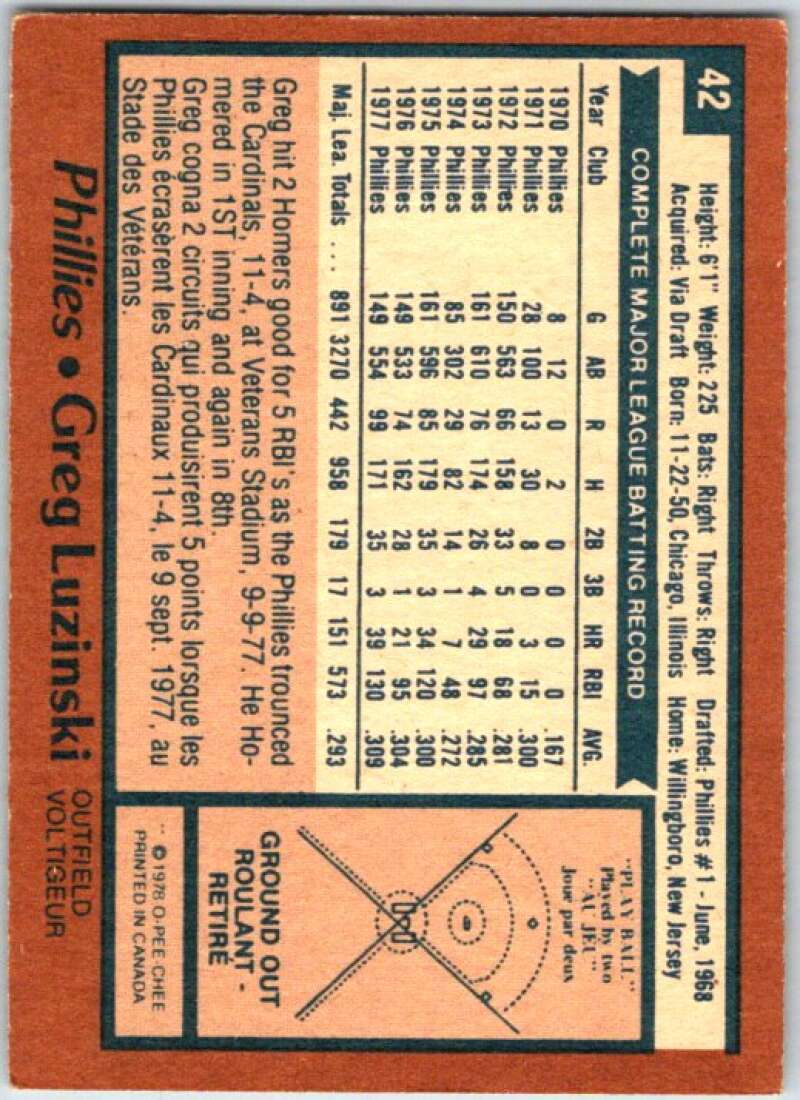 42
Height: 6'1" Weight: 225 Bats: Right Throws: Right Drafted: Phillies #1 - June, 1968
Acquired: Via Draft Born: 11-22-50, Chicago, Illinois Home: Willingboro, New Jersey
COMPLETE MAJOR LEAGUE BATTING RECORD
Year Club G AB R H 2B 3B HR RBI AVG.
1970 Phillies 8 12 0 2 0 0 0 0 .167
1971 Phillies 28 100 13 30 8 0 3 15 .300
1972 Phillies 150 563 66 158 33 5 18 68 .281
1973 Phillies 161 610 76 174 26 4 29 97 .285
1974 Phillies 85 302 29 82 14 1 7 48 .272
1975 Phillies 161 596 85 179 35 3 34 120 .300
1976 Phillies 149 533 74 162 28 1 21 95 .304
1977 Phillies 149 554 99 171 35 3 39 130 .309
Maj. Lea. Totals ... 891 3270 442 958 179 17 151 573 .293
Greg hit 2 Homers good for 5 RBI's as the Phillies trounced
the Cardinals, 11-4, at Veterans Stadium, 9-9-77. He Ho-
mered in 1ST inning and again in 8th.
Greg cogna 2 circuits qui produisirent 5 points lorsque les
Phillies écrasèrent les Cardinaux 11-4, le 9 sept. 1977, au
Stade des Vétérans.
"PLAY BALL"
Played by two
"AU JEU"
Joué par deux
GROUND OUT
ROULANT -
RETIRÉ
** © 1978 O-PEE-CHEE
PRINTED IN CANADA
Phillies • Greg Luzinski OUTFIELD
VOLTIGEUR